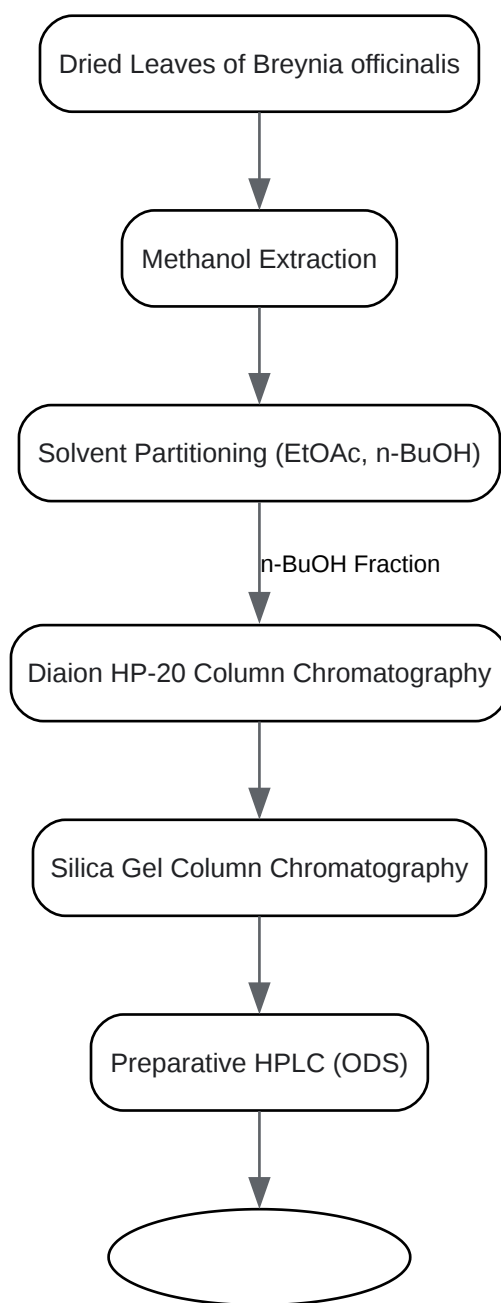 Dried Leaves of Breynia officinalis
Methanol Extraction
Solvent Partitioning (EtOAc, n-BuOH)
n-BuOH Fraction
Diaion HP-20 Column Chromatography
Silica Gel Column Chromatography
Preparative HPLC (ODS)